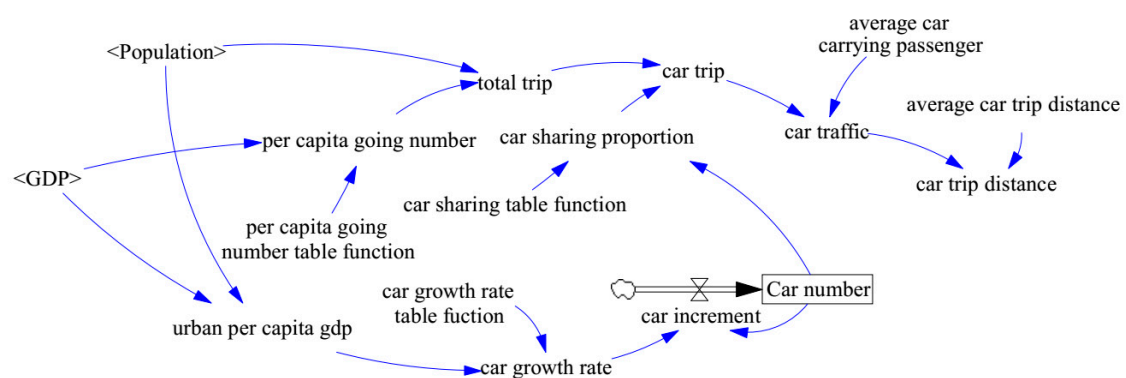 average car
carrying passenger
<Population>
total trip
car trip
average car trip distance
per capita going number
car sharing proportion
car traffic
<GDP>
car trip distance
car sharing table function
per capita going
number table function
car growth rate
table fuction
Car number
urban per capita gdp
car increment
car growth rate